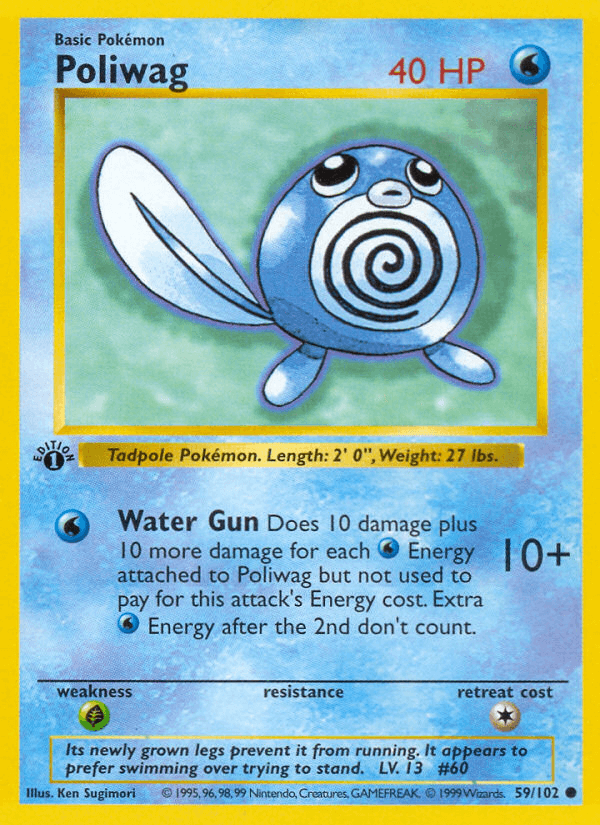 Basic Pokémon
Poliwag
40 HP
EDITION
1
Tadpole Pokémon. Length: 2' 0", Weight: 27 lbs.
Water Gun Does 10 damage plus
10 more damage for each Energy
attached to Poliwag but not used to
pay for this attack's Energy cost. Extra
Energy after the 2nd don't count.
10+
weakness
resistance
retreat cost
Its newly grown legs prevent it from running. It appears to
prefer swimming over trying to stand. LV. 13 #60
Illus. Ken Sugimori © 1995, 96, 98, 99 Nintendo, Creatures, GAMEFREAK. © 1999 Wizards. 59/102